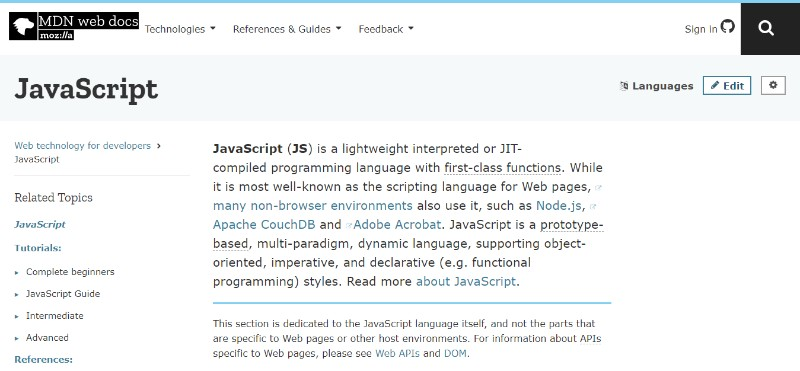 MDN web docs
moz://a
Technologies
References & Guides
Feedback
Sign in
JavaScript
Languages
Edit
Web technology for developers
JavaScript
Related Topics
JavaScript
Tutorials:
Complete beginners
JavaScript Guide
Intermediate
Advanced
References:
JavaScript (JS) is a lightweight interpreted or JIT-
compiled programming language with first-class functions. While
it is most well-known as the scripting language for Web pages,
many non-browser environments also use it, such as Node.js,
Apache CouchDB and Adobe Acrobat. JavaScript is a prototype-
based, multi-paradigm, dynamic language, supporting object-
oriented, imperative, and declarative (e.g. functional
programming) styles. Read more about JavaScript.
This section is dedicated to the JavaScript language itself, and not the parts that
are specific to Web pages or other host environments. For information about APIs
specific to Web pages, please see Web APIs and DOM.